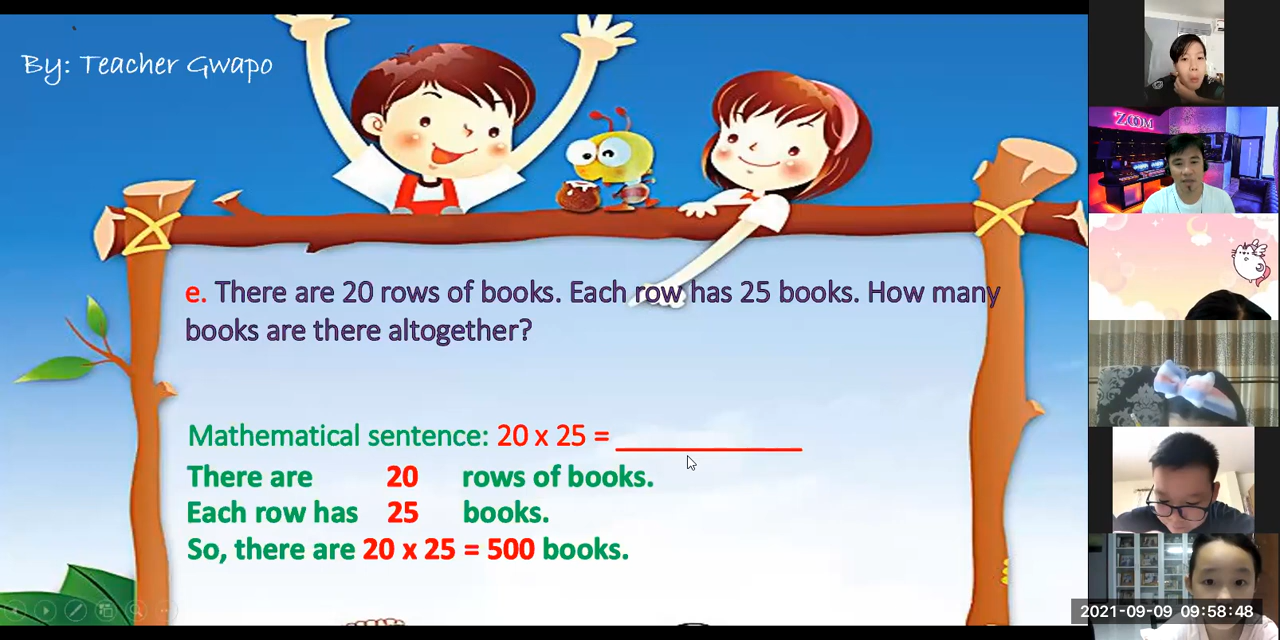 By: Teacher Gwapo
ZOOM
e. There are 20 rows of books. Each row has 25 books. How many
books are there altogether?
Mathematical sentence: 20 x 25 = __________
There are 20 rows of books.
Each row has 25 books.
So, there are 20 x 25 = 500 books.
2021-09-09 09:58:48